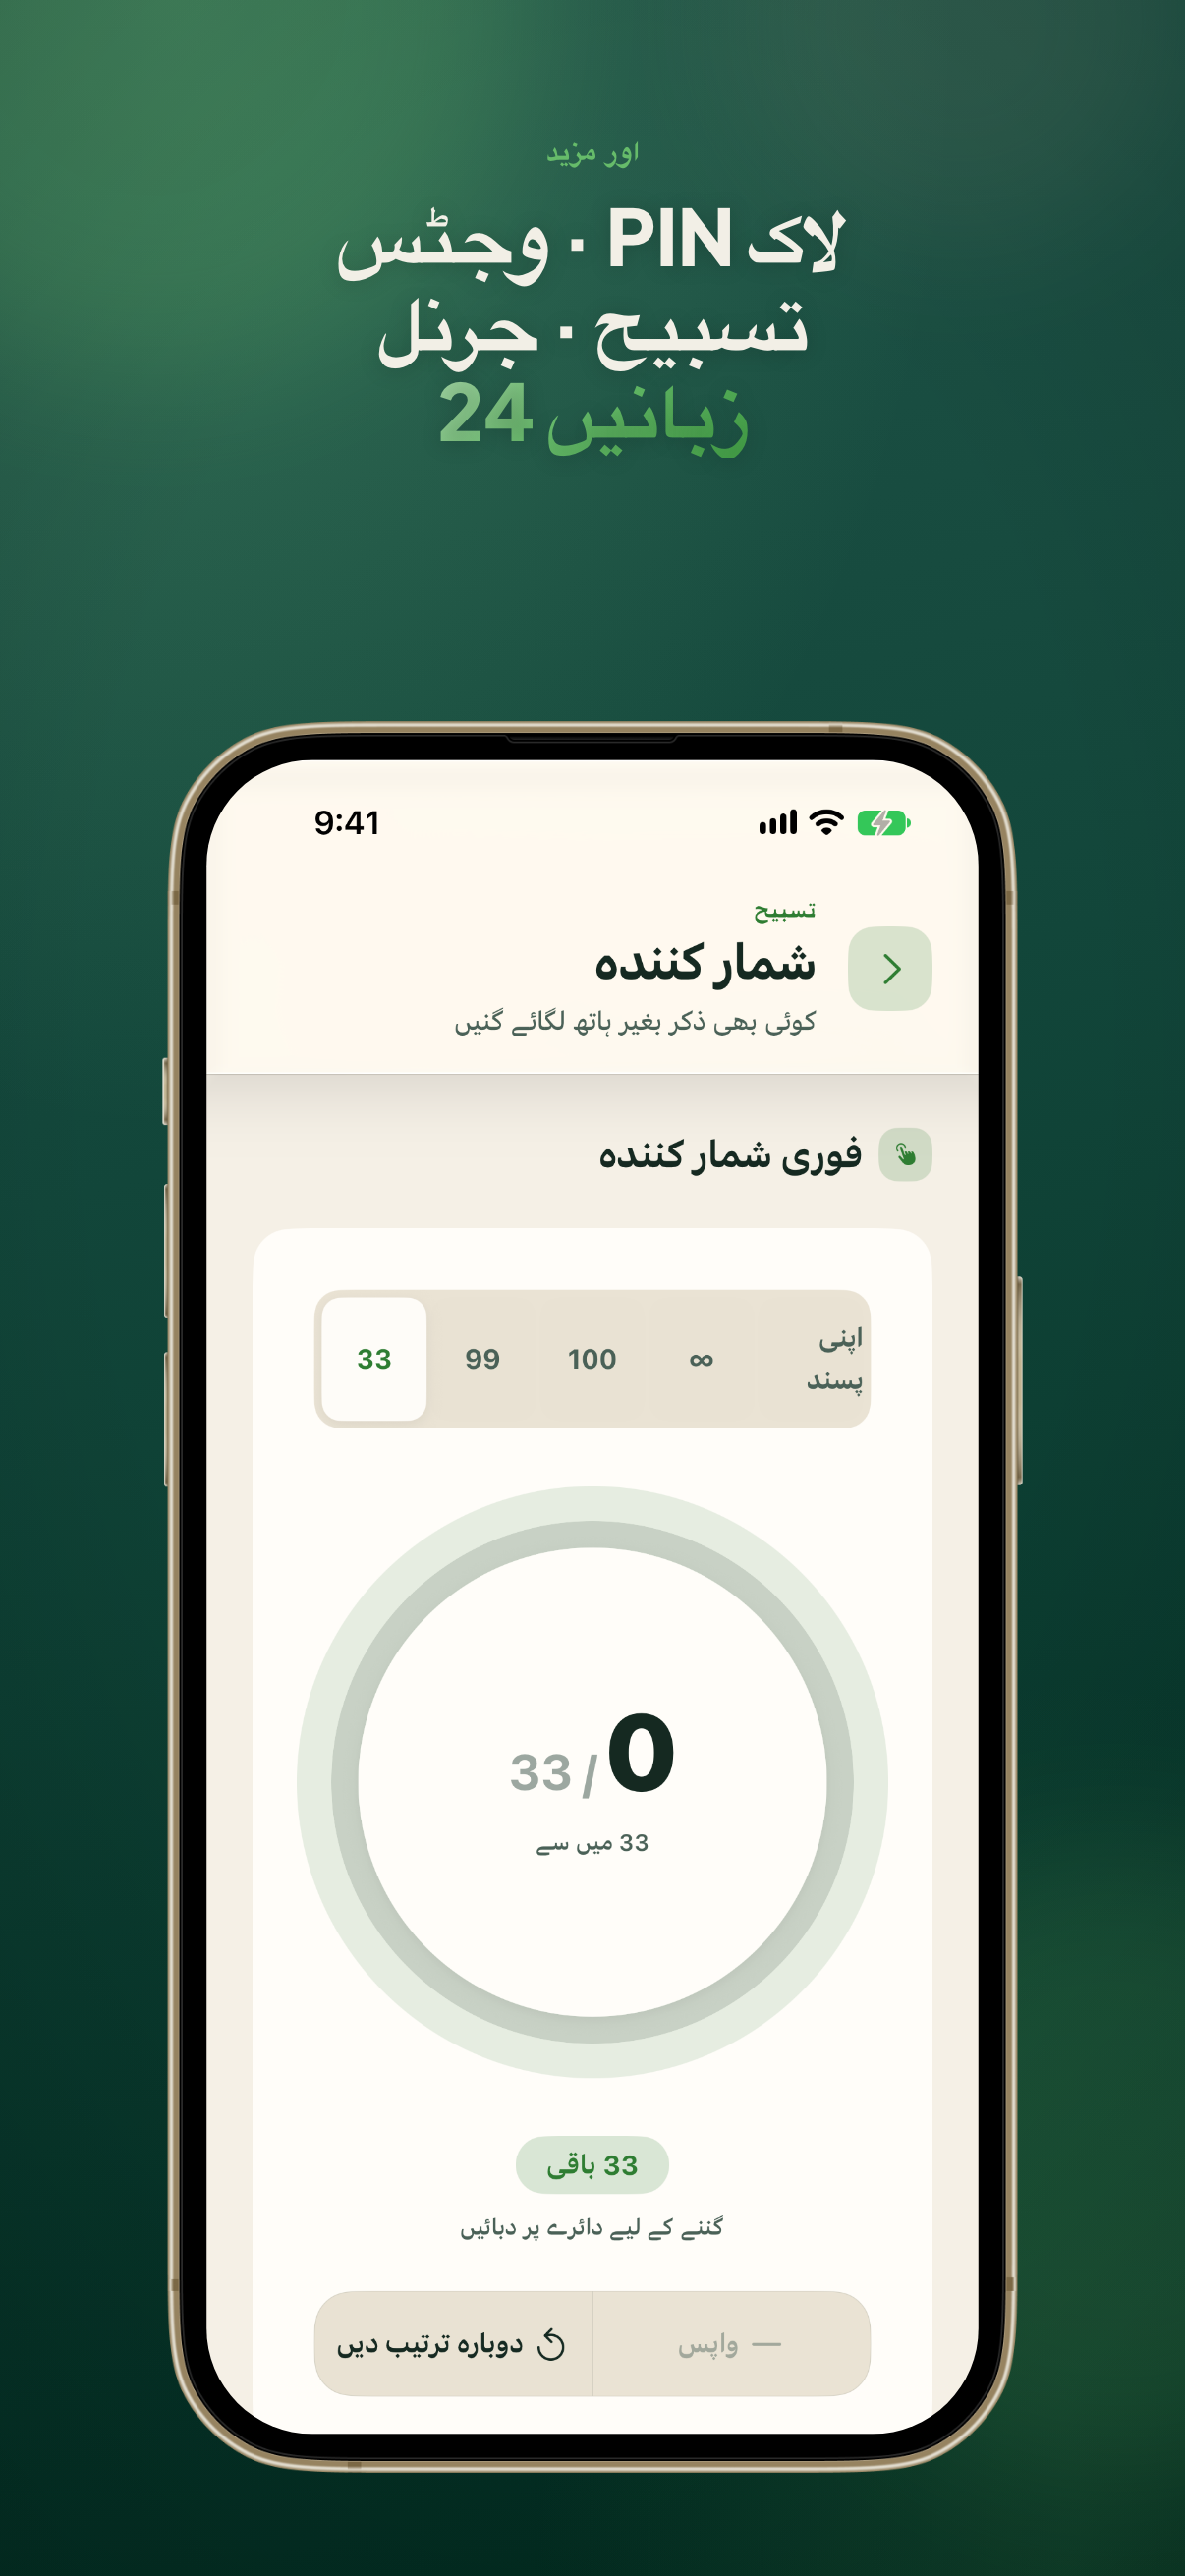 اور مزید
لاک PIN · وجٹس
تسبیح · جرنل
زبانیں 24
9:41
تسبیح
شمار کنندہ
کوئی بھی ذکر بغیر ہاتھ لگائے گنیں
فوری شمار کنندہ
اپنی پسند
∞
100
99
33
0 / 33
33 میں سے
33 باقی
گننے کے لیے دائرے پر دبائیں
— واپس
دوبارہ ترتیب دیں